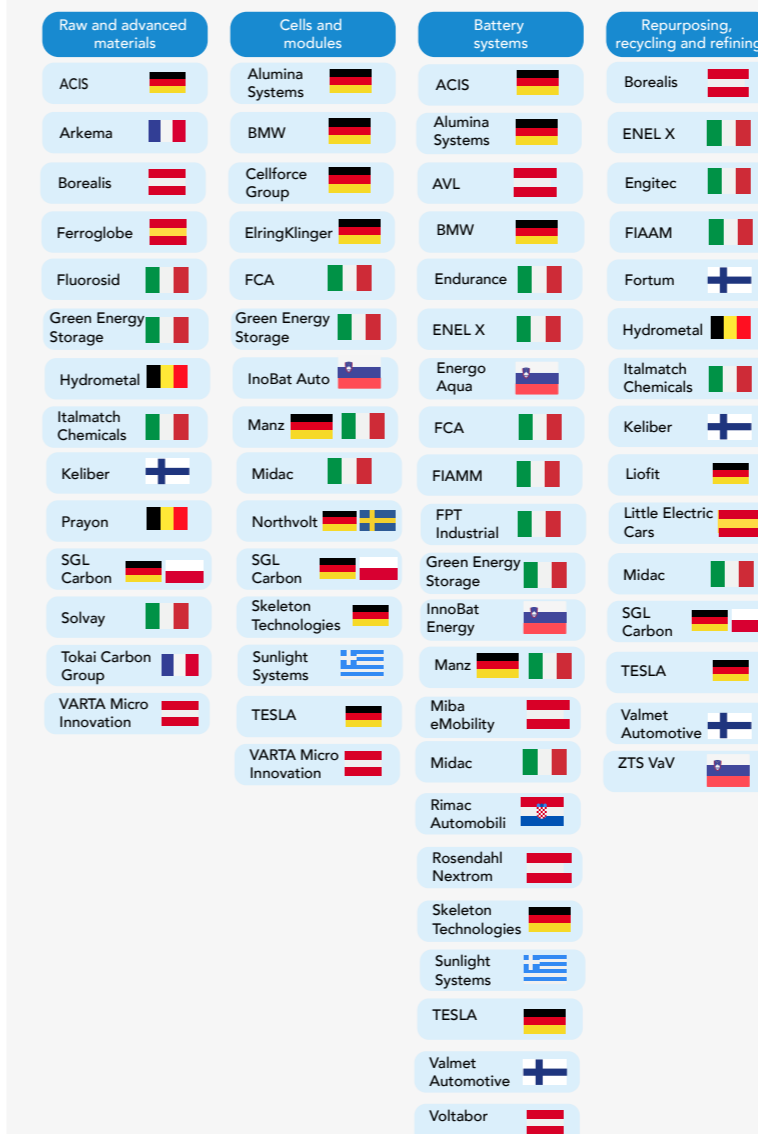 Raw and advanced
materials
ACIS
Arkema
Borealis
Ferroglobe
Fluorosid
Green Energy
Storage
Hydrometal
Italmatch
Chemicals
Keliber
Prayon
SGL
Carbon
Solvay
Tokai Carbon
Group
VARTA Micro
Innovation
Cells and
modules
Alumina
Systems
BMW
Cellforce
Group
ElringKlinger
FCA
Green Energy
Storage
InoBat Auto
Manz
Midac
Northvolt
SGL
Carbon
Skeleton
Technologies
Sunlight
Systems
TESLA
VARTA Micro
Innovation
Battery
systems
ACIS
Alumina
Systems
AVL
BMW
Endurance
ENEL X
Energo
Aqua
FCA
FIAMM
FPT
Industrial
Green Energy
Storage
InnoBat
Energy
Manz
Miba
eMobility
Midac
Rimac
Automobili
Rosendahl
Nextrom
Skeleton
Technologies
Sunlight
Systems
TESLA
Valmet
Automotive
Voltabor
Repurposing,
recycling and refining
Borealis
ENEL X
Engitec
FIAAM
Fortum
Hydrometal
Italmatch
Chemicals
Keliber
Liofit
Little Electric
Cars
Midac
SGL
Carbon
TESLA
Valmet
Automotive
ZTS VaV